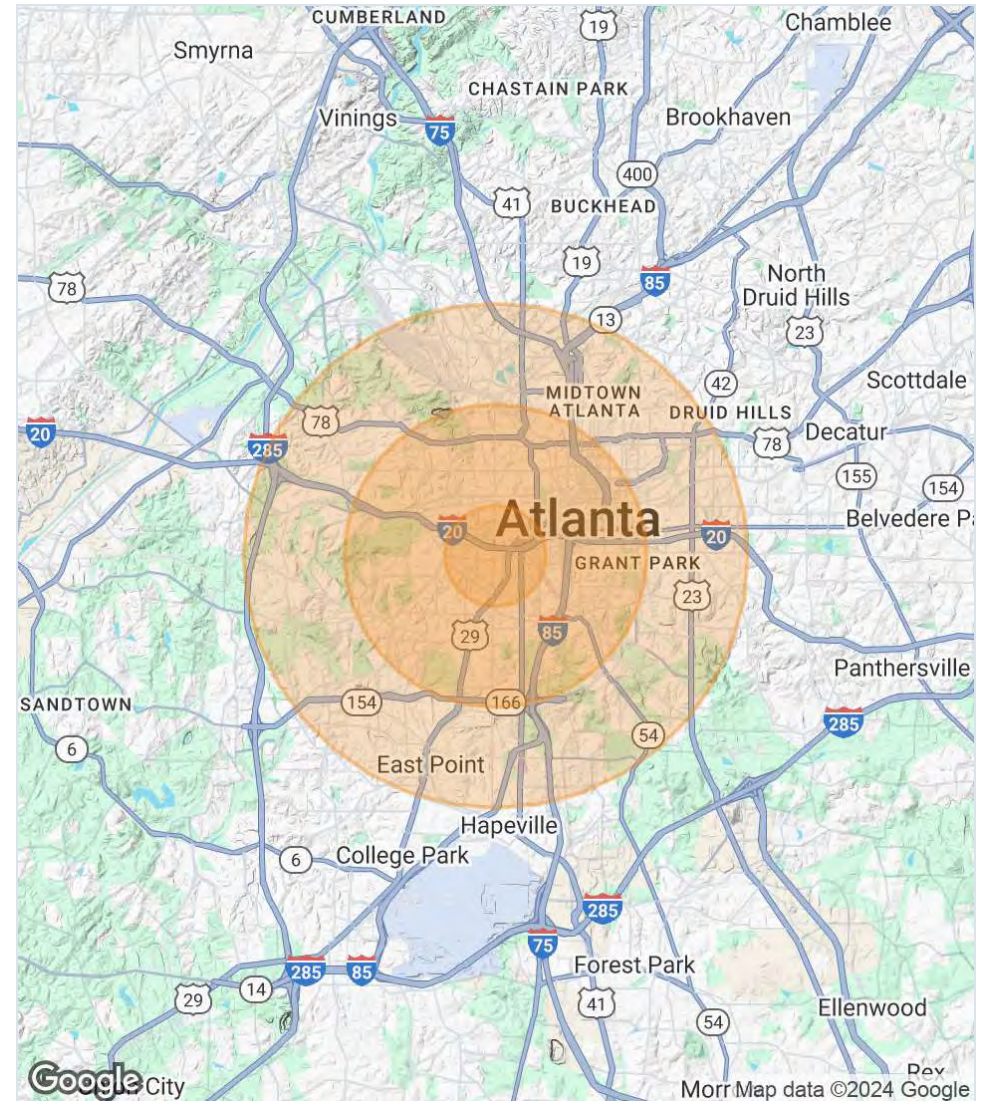 CUMBERLAND
19
Chamblee
Smyrna
CHASTAIN PARK
Vinings
75
Brookhaven
400
41
BUCKHEAD
19
85
North
Druid Hills
78
13
23
MIDTOWN
ATLANTA
42
Scottdale
20
78
DRUID HILLS
285
78
Decatur
155
154
Atlanta
20
20
Belvedere Pa
GRANT PARK
23
29
85
Panthersville
SANDTOWN
154
166
285
6
54
East Point
Hapeville
6
College Park
285
75
285
85
Forest Park
29
14
41
54
Ellenwood
Google
City
Rex
Morr
Map data ©2024 Google